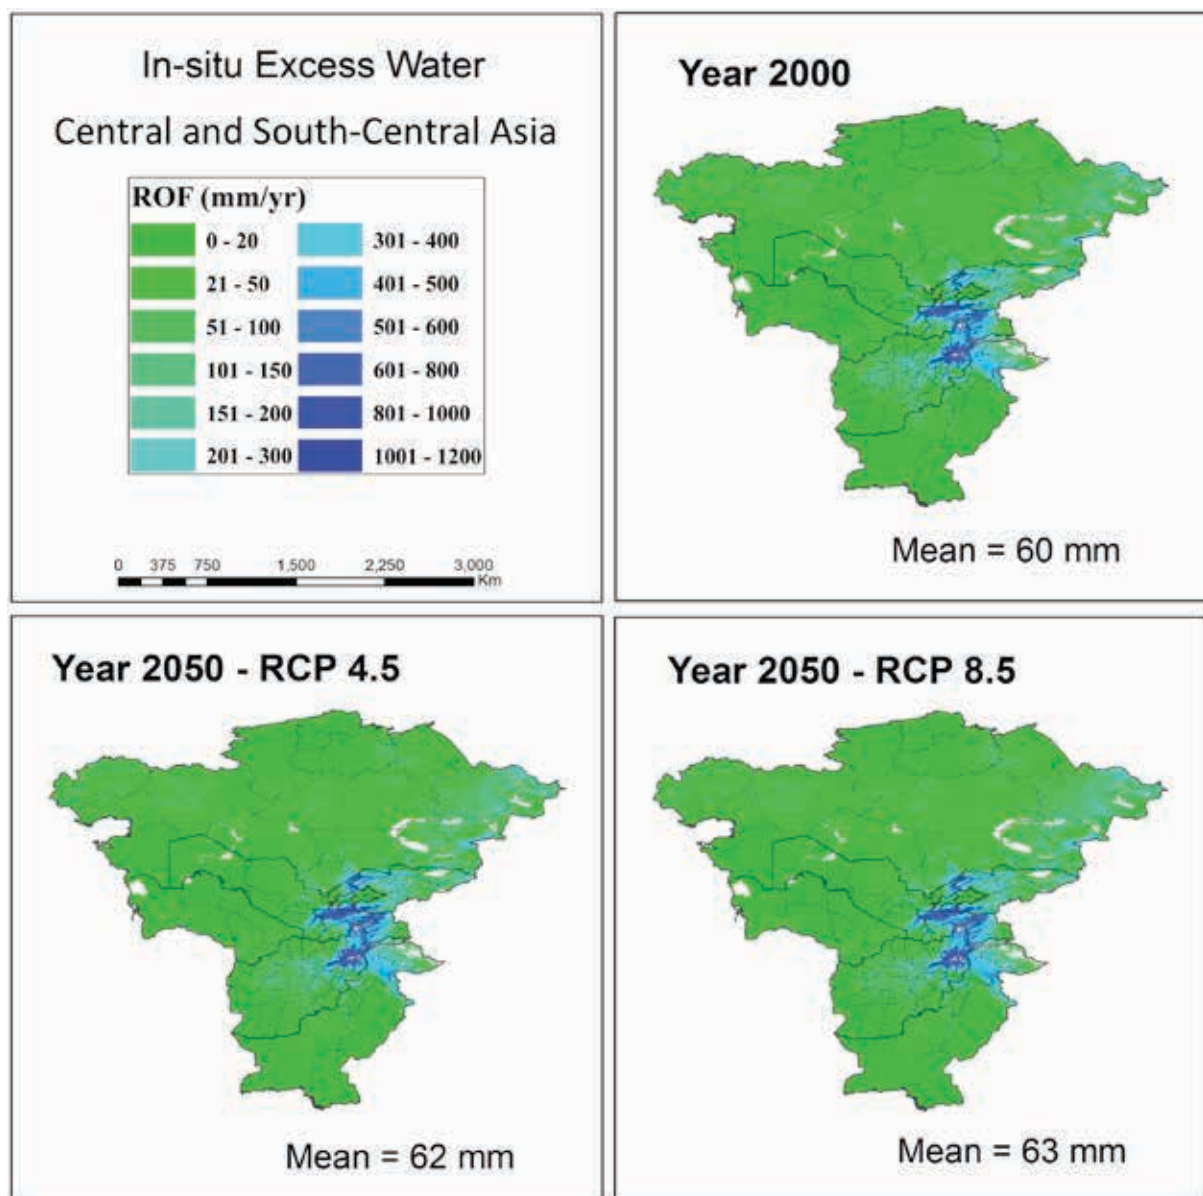 In-situ Excess Water
Central and South-Central Asia
ROF (mm/yr)
0 - 20
21 - 50
51 - 100
101 - 150
151 - 200
201 - 300
301 - 400
401 - 500
501 - 600
601 - 800
801 - 1000
1001 - 1200
0 375 750 1,500 2,250 3,000
Km
Year 2000
Mean = 60 mm
Year 2050 - RCP 4.5
Mean = 62 mm
Year 2050 - RCP 8.5
Mean = 63 mm